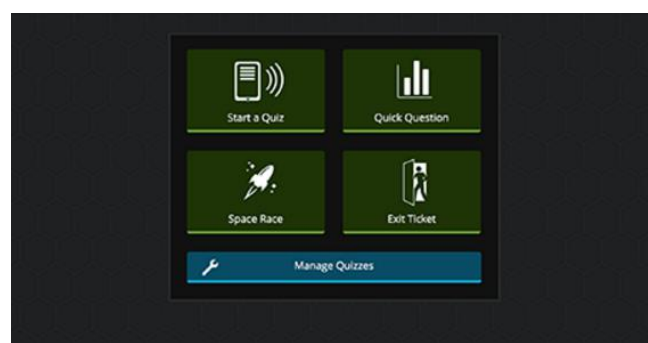 Start a Quiz
Quick Question
Space Race
Exit Ticket
Manage Quizzes